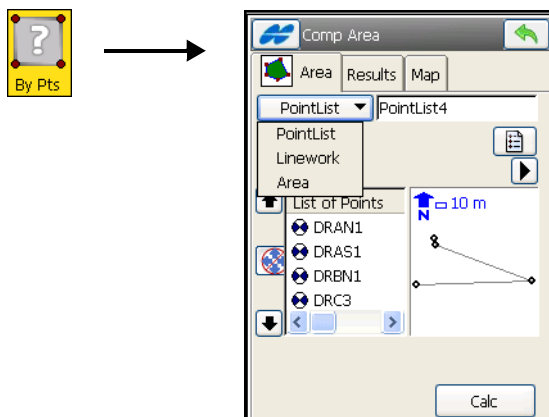 ?
By Pts
Comp Area
Area Results Map
PointList PointList4
PointList
Linework
Area
List of Points
N 10 m
DRAN1
DRAS1
DRBN1
DRC3
Calc